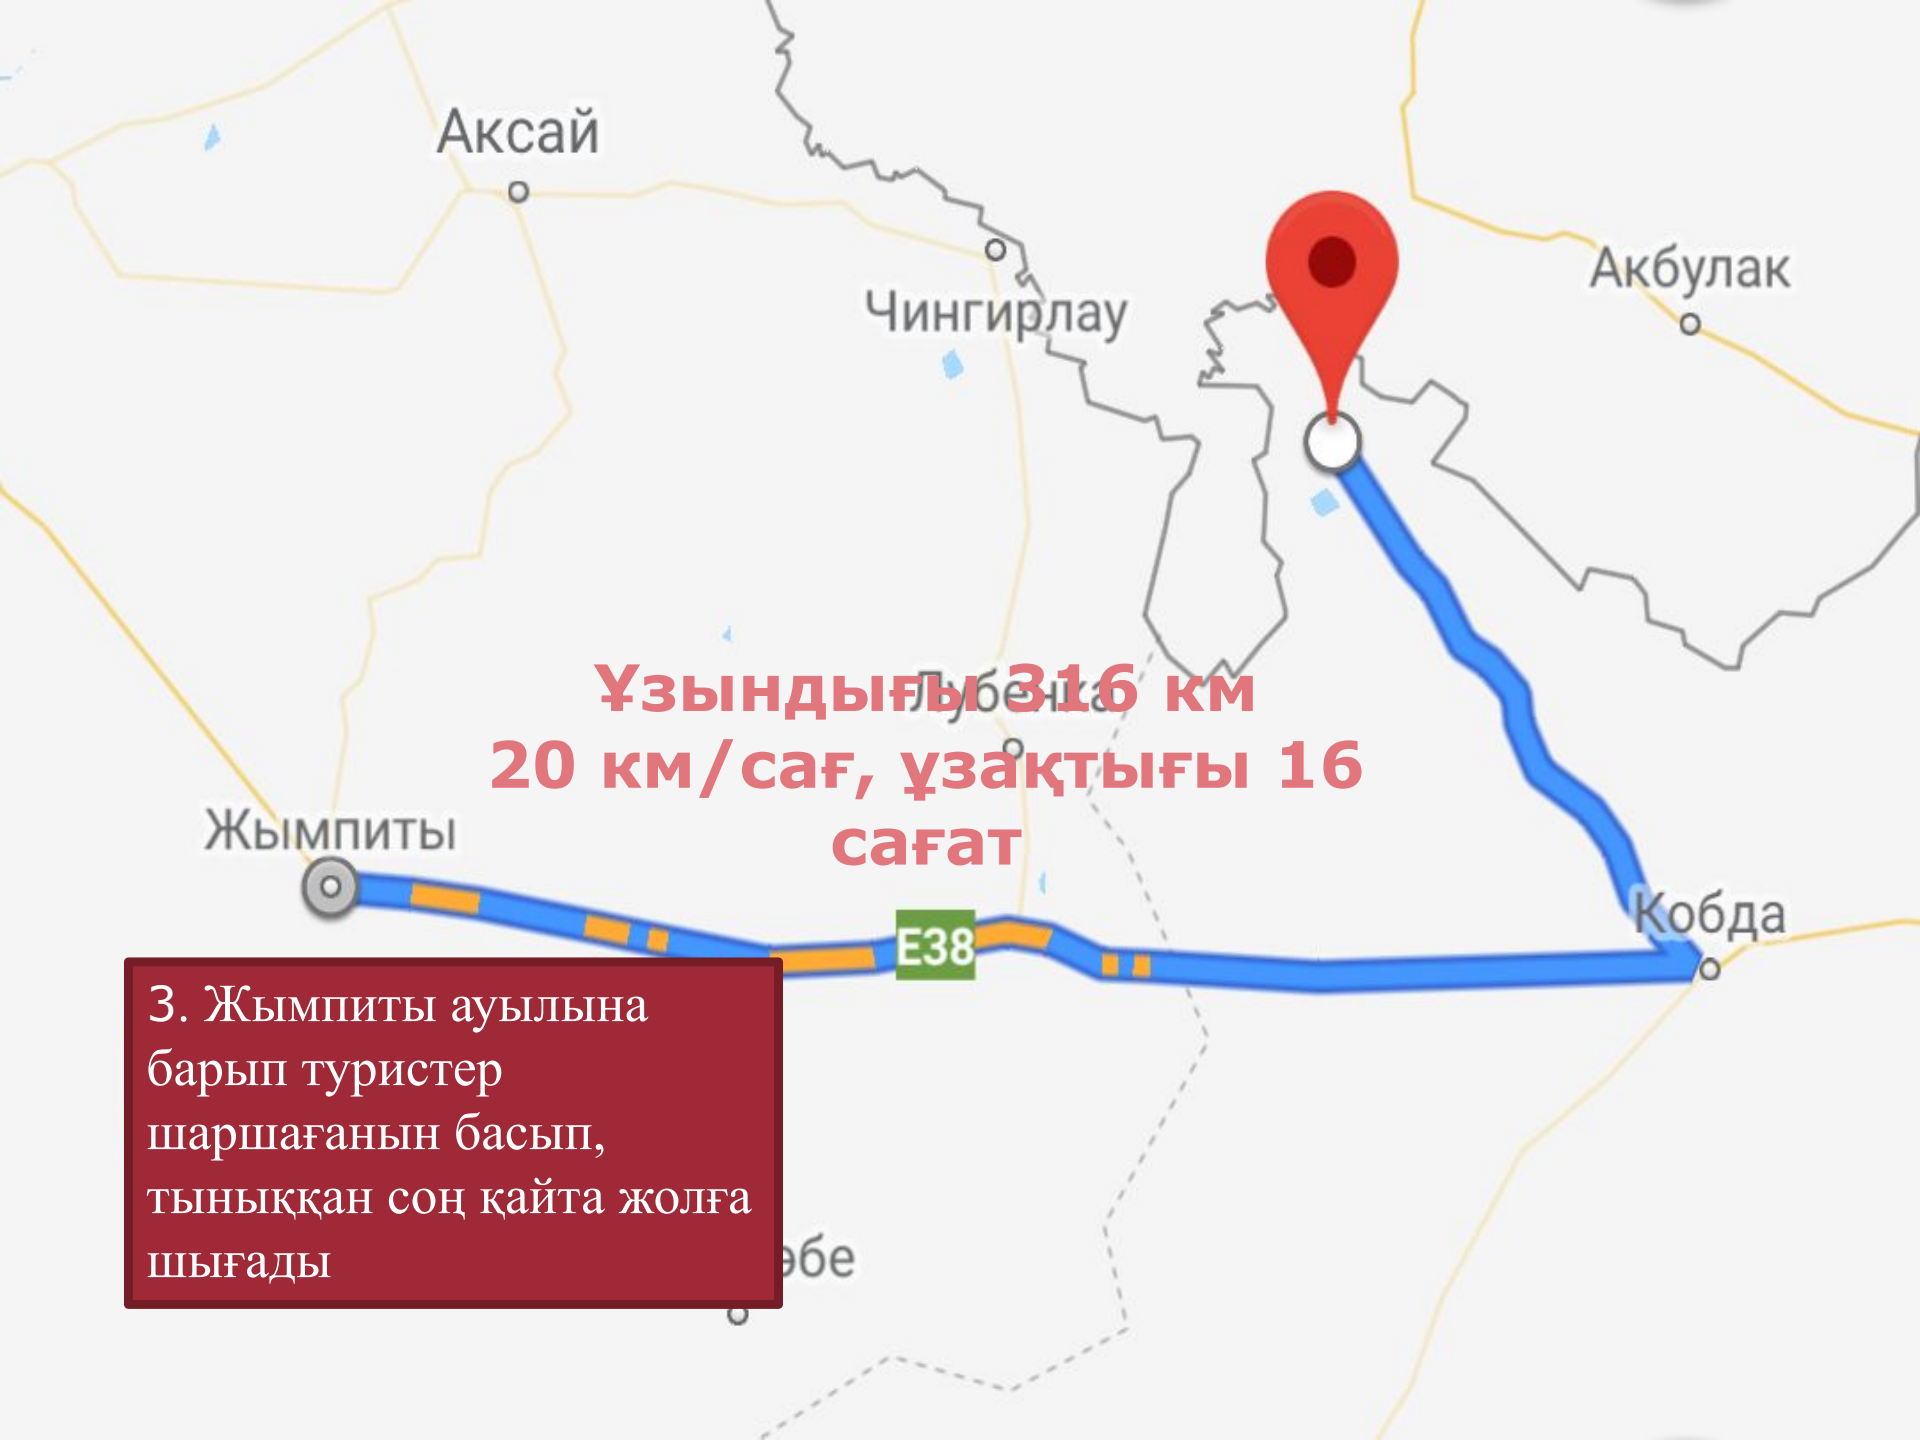 Аксай
Чингирлау
Акбулак
Лубенка
Ұзындығы 316 км
20 км/сағ, ұзақтығы 16
сағат
Жымпиты
Кобда
E38
3. Жымпиты ауылына
барып туристер
шаршағанын басып,
тыныққан соң қайта жолға
шығады